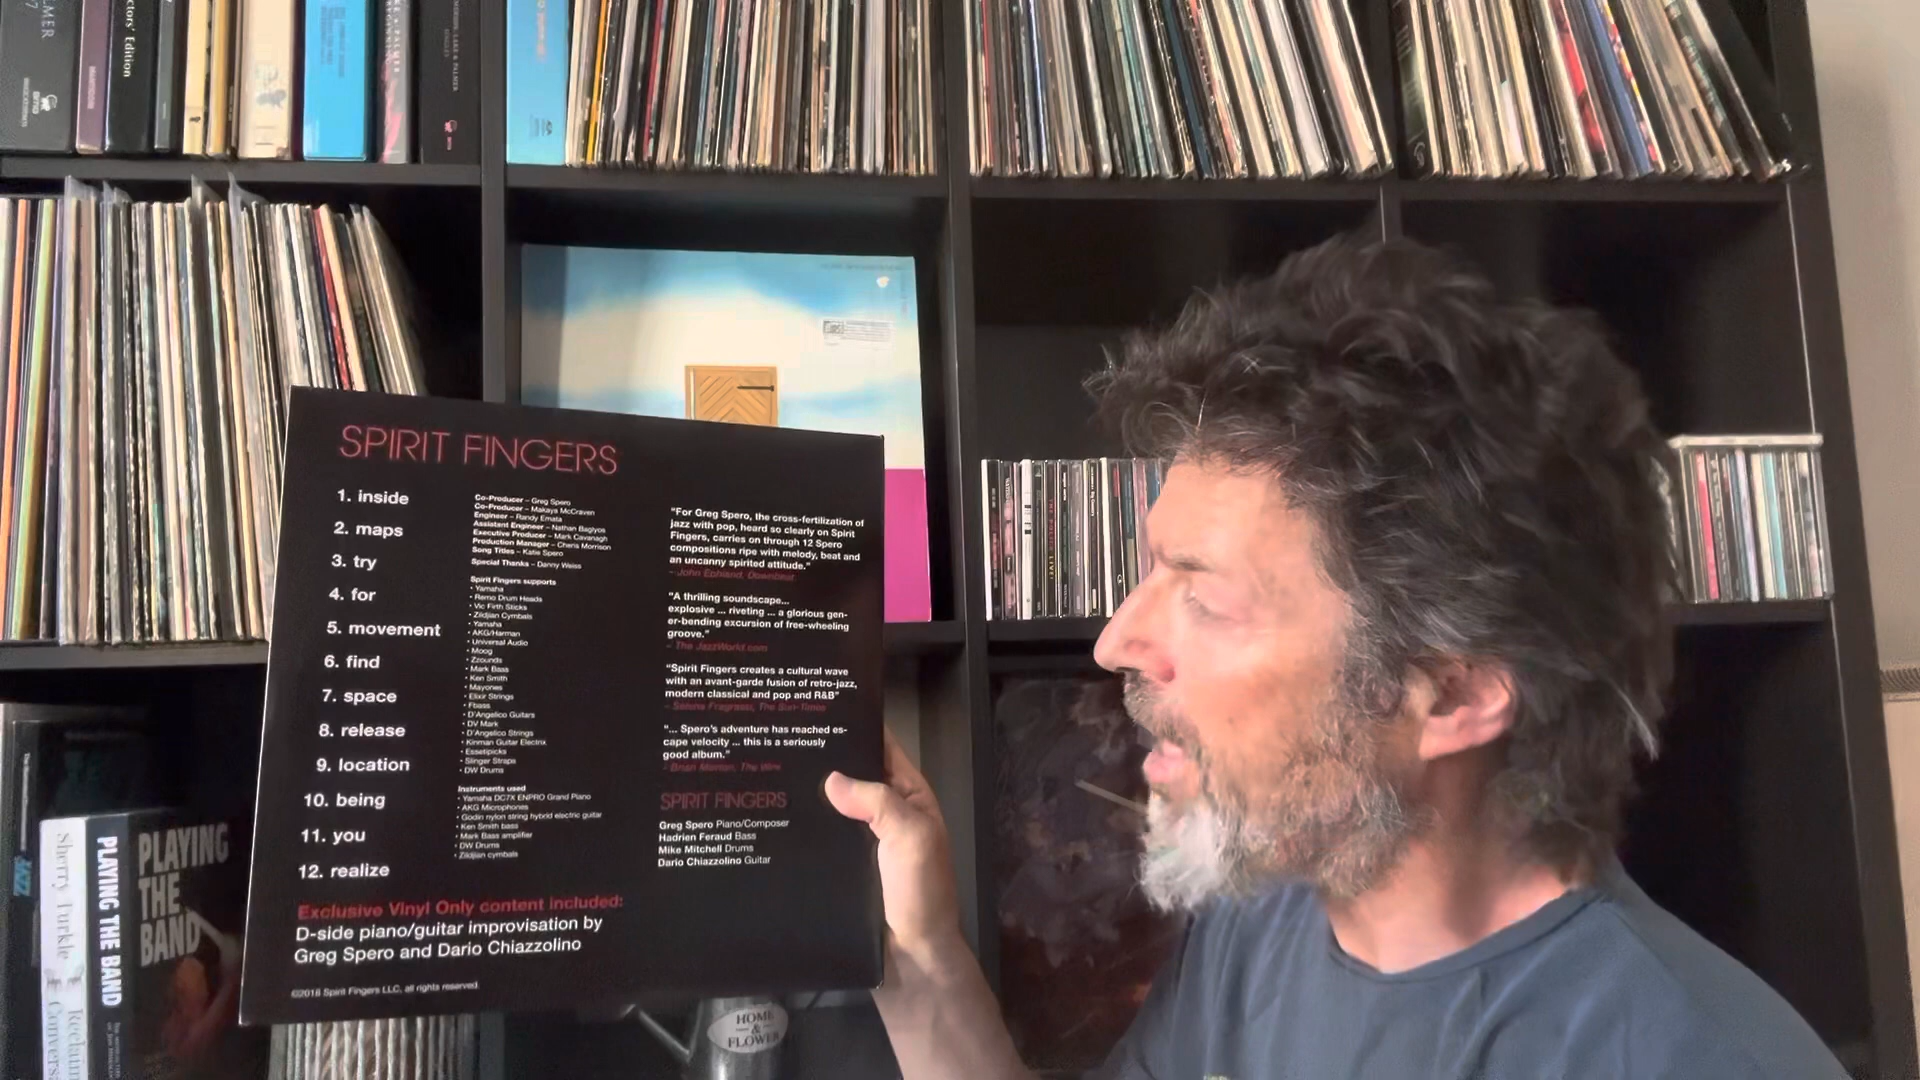 SPIRIT FINGERS
1. inside
2. maps
3. try
4. for
5. movement
6. find
7. space
8. release
9. location
10. being
11. you
12. realize
Co-Producer – Greg Spero
Co-Producer – Makaya McCraven
Engineer – Randy Emata
Assistant Engineer – Nathan Bagiyos
Executive Producer – Mark Cavanagh
Production Manager – Cheris Morrison
Song Titles – Katie Spero
Special Thanks – Danny Weiss
Spirit Fingers supports
• Yamaha
• Remo Drum Heads
• Vic Firth Sticks
• Zildjian Cymbals
• Yamaha
• AKG/Harman
• Universal Audio
• Moog
• Zzounds
• Mark Bass
• Ken Smith
• Mayones
• Elixir Strings
• Fbass
• D'Angelico Guitars
• DV Mark
• D'Angelico Strings
• Kinman Guitar Electrix
• Essetipicks
• Slinger Straps
• DW Drums
Instruments used
• Yamaha DC7X ENPRO Grand Piano
• AKG Microphones
• Godin nylon string hybrid electric guitar
• Ken Smith bass
• Mark Bass amplifier
• DW Drums
• Zildjian cymbals
"For Greg Spero, the cross-fertilization of
jazz with pop, heard so clearly on Spirit
Fingers, carries on through 12 Spero
compositions ripe with melody, beat and
an uncanny spirited attitude."
– John Ephland, Downbeat
"A thrilling soundscape...
explosive ... riveting ... a glorious gen-
er-bending excursion of free-wheeling
groove."
– The JazzWorld.com
"Spirit Fingers creates a cultural wave
with an avant-garde fusion of retro-jazz,
modern classical and pop and R&B"
The Sun-Times
"... Spero's adventure has reached es-
cape velocity ... this is a seriously
good album."
– Brian Morton, The Wire
SPIRIT FINGERS
Greg Spero Piano/Composer
Hadrien Feraud Bass
Mike Mitchell Drums
Dario Chiazzolino Guitar
Exclusive Vinyl Only content included:
D-side piano/guitar improvisation by
Greg Spero and Dario Chiazzolino
©2018 Spirit Fingers LLC, all rights reserved.
Sherry Turkle
PLAYING THE BAND
PLAYING
THE
BAND
HOME
&
FLOWER